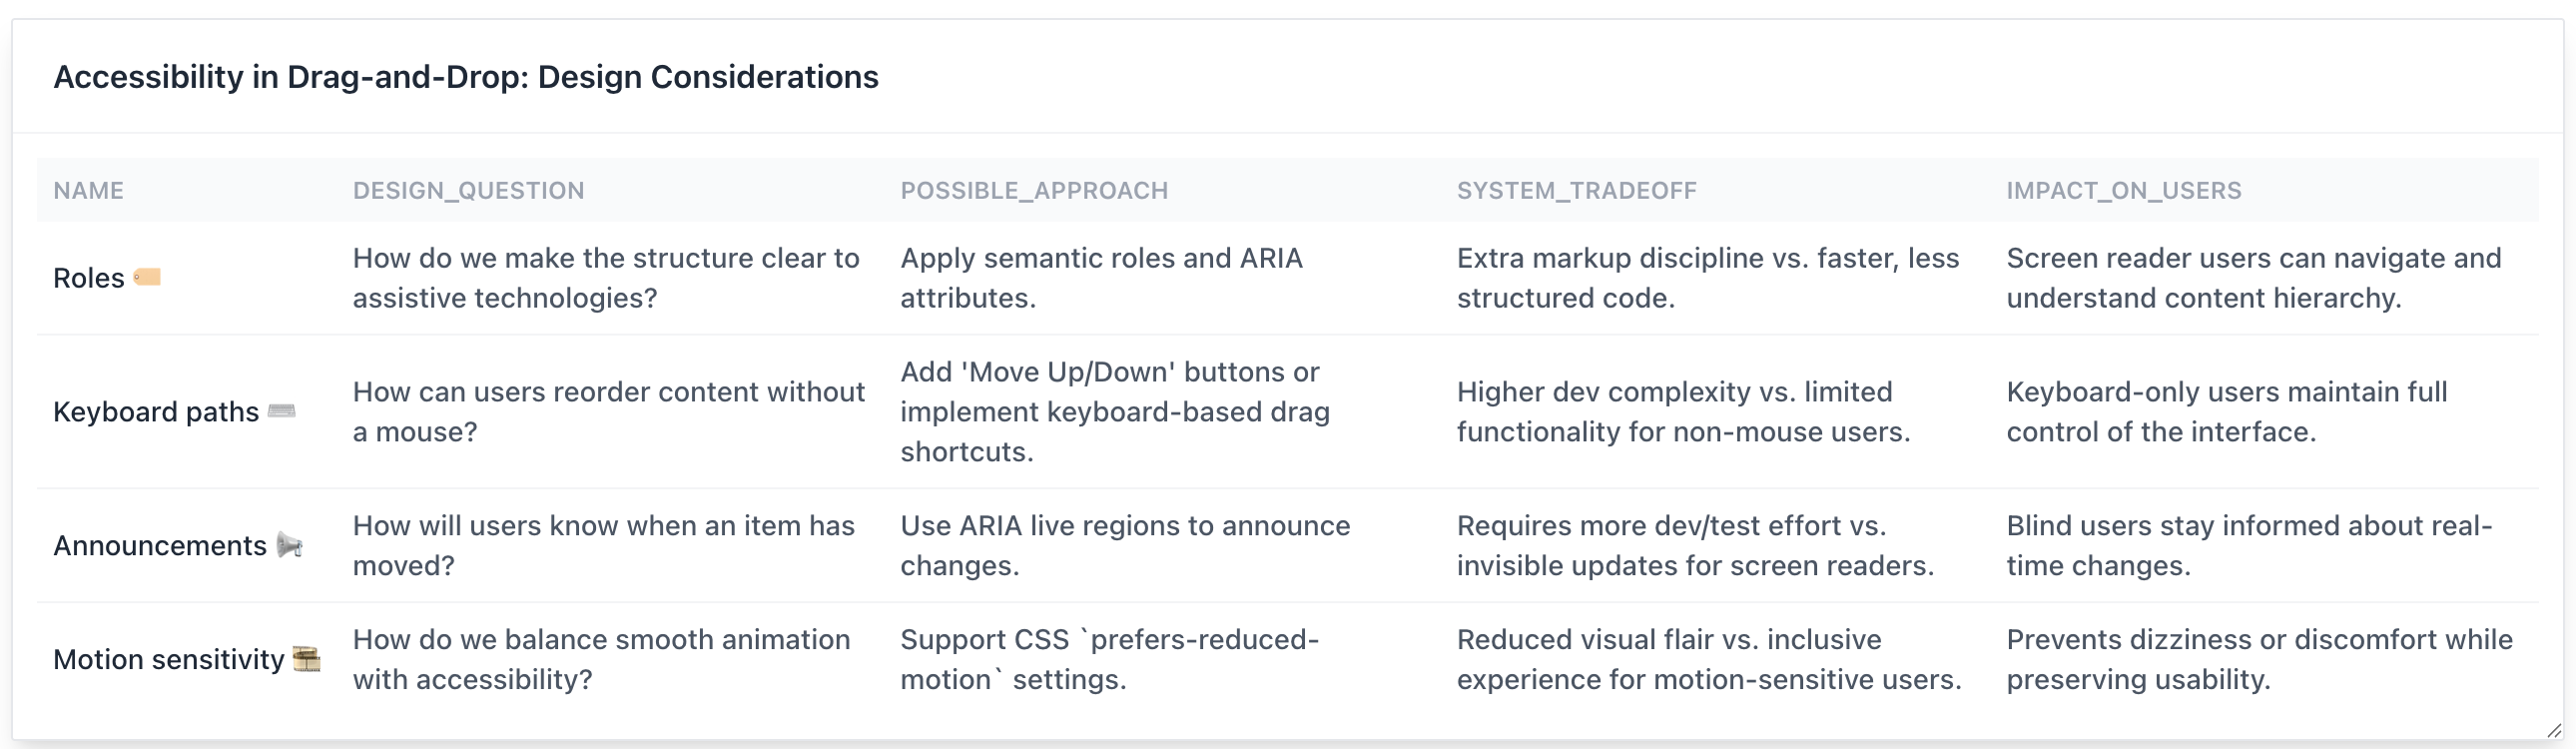 Accessibility in Drag-and-Drop: Design Considerations
NAME DESIGN_QUESTION POSSIBLE_APPROACH SYSTEM_TRADEOFF IMPACT_ON_USERS
Roles 🏷️
How do we make the structure clear to
assistive technologies?
Apply semantic roles and ARIA
attributes.
Extra markup discipline vs. faster, less
structured code.
Screen reader users can navigate and
understand content hierarchy.
Keyboard paths ⌨️
How can users reorder content without
a mouse?
Add 'Move Up/Down' buttons or
implement keyboard-based drag
shortcuts.
Higher dev complexity vs. limited
functionality for non-mouse users.
Keyboard-only users maintain full
control of the interface.
Announcements 📢
How will users know when an item has
moved?
Use ARIA live regions to announce
changes.
Requires more dev/test effort vs.
invisible updates for screen readers.
Blind users stay informed about real-
time changes.
Motion sensitivity 🎞️
How do we balance smooth animation
with accessibility?
Support CSS `prefers-reduced-
motion` settings.
Reduced visual flair vs. inclusive
experience for motion-sensitive users.
Prevents dizziness or discomfort while
preserving usability.